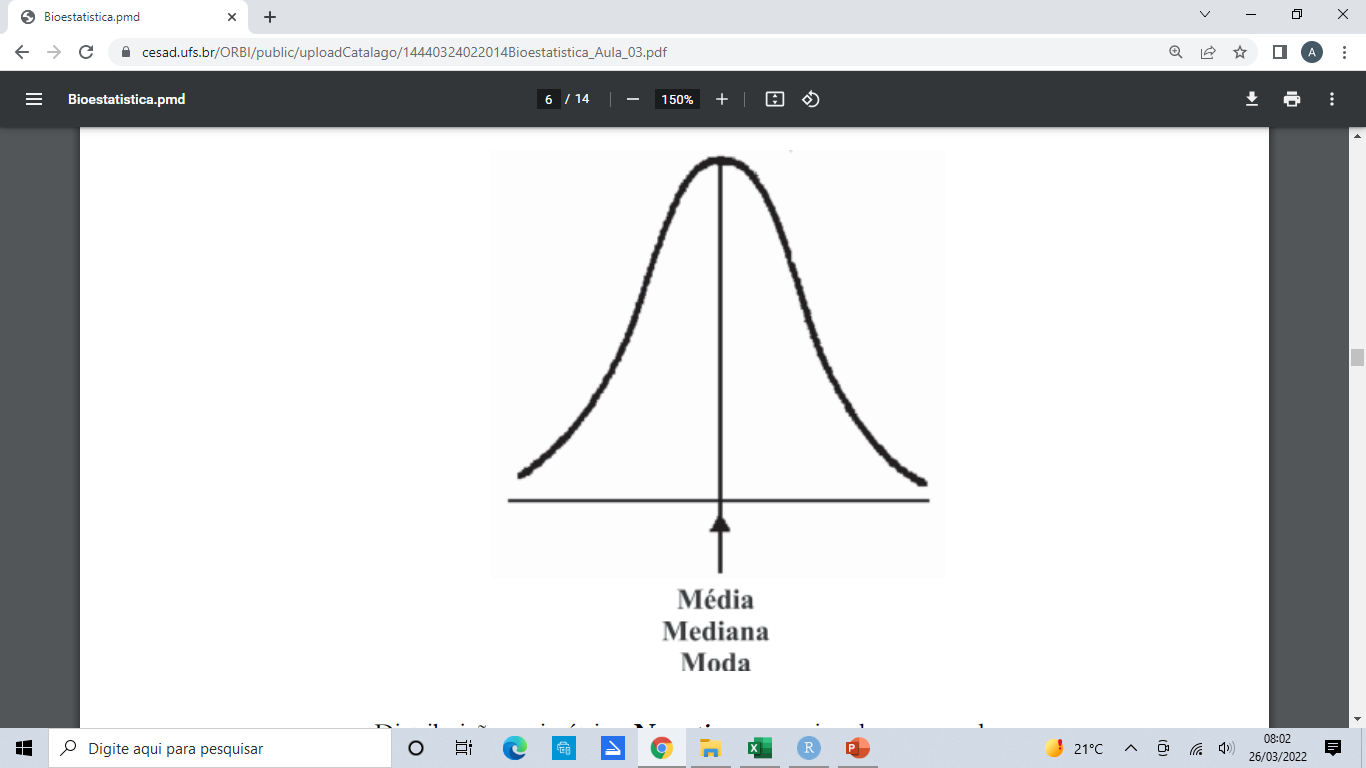 Bioestatistica.pmd
cesad.ufs.br/ORBI/public/uploadCatalago/14440324022014Bioestatistica_Aula_03.pdf
A
Bioestatistica.pmd
6 / 14
150%
Média
Mediana
Moda
Digite aqui para pesquisar
R
21°C
08:02
26/03/2022